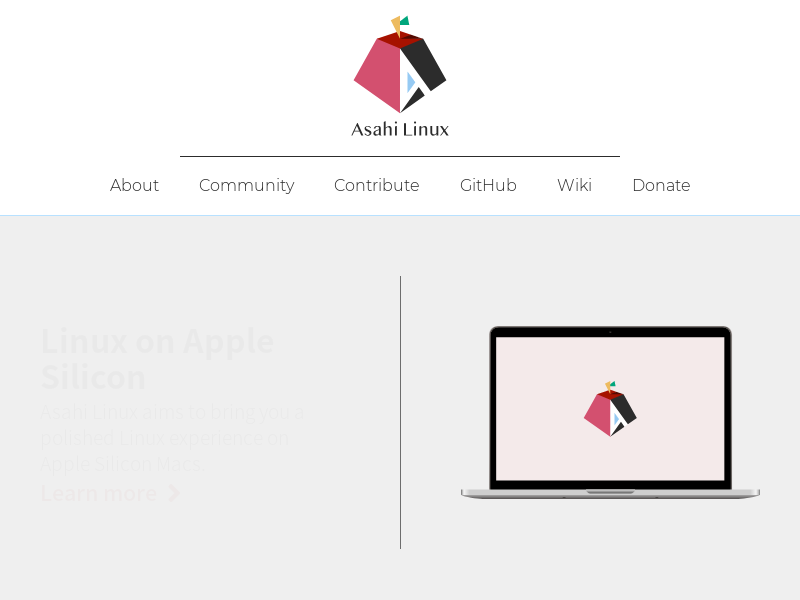 Asahi Linux
About
Community
Contribute
GitHub
Wiki
Donate
Linux on Apple
Silicon
Asahi Linux aims to bring you a
polished Linux experience on
Apple Silicon Macs.
Learn more